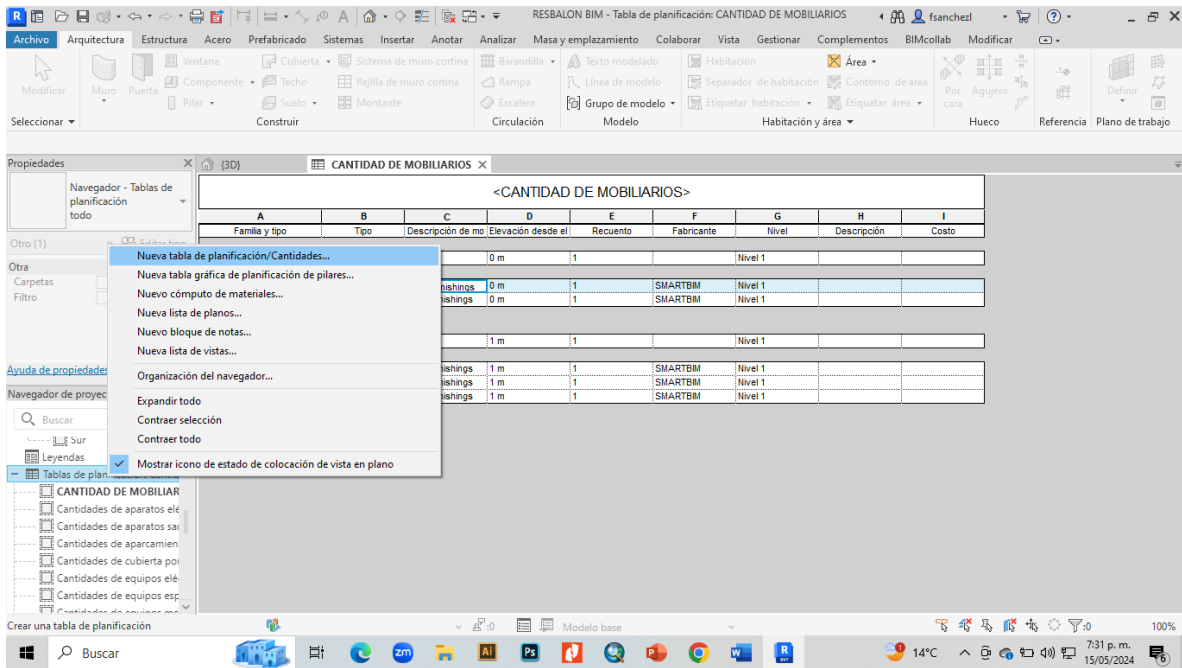 RESBALON BIM - Tabla de planificación: CANTIDAD DE MOBILIARIOS fsanchezl
Archivo Arquitectura Estructura Acero Prefabricado Sistemas Insertar Anotar Analizar Masa y emplazamiento Colaborar Vista Gestionar Complementos BIMcollab Modificar
Ventana Cubierta Sistema de muro cortina Barandilla Texto modelado Habitación Área
Modificar Muro Puerta Componente Techo Rejilla de muro cortina Rampa Línea de modelo Separador de habitación Contorno de área Por cara Agujero Definir
Pilar Suelo Montante Escalera Grupo de modelo Etiquetar habitación Etiquetar área
Seleccionar Construir Circulación Modelo Habitación y área Hueco Referencia Plano de trabajo
Propiedades {3D} CANTIDAD DE MOBILIARIOS
Navegador - Tablas de planificación
todo
<CANTIDAD DE MOBILIARIOS>
A B C D E F G H I
Familia y tipo Tipo Descripción de mo Elevación desde el Recuento Fabricante Nivel Descripción Costo
Otro (1) Editar tipo
Otra
Carpetas
Filtro
Ayuda de propiedades
Nueva tabla de planificación/Cantidades...
Nueva tabla gráfica de planificación de pilares...
Nuevo cómputo de materiales...
Nueva lista de planos...
Nuevo bloque de notas...
Nueva lista de vistas...
Organización del navegador...
Expandir todo
Contraer selección
Contraer todo
Mostrar icono de estado de colocación de vista en plano
0 m 1 Nivel 1
nishings 0 m 1 SMARTBIM Nivel 1
ishings 0 m 1 SMARTBIM Nivel 1
1 m 1 Nivel 1
ishings 1 m 1 SMARTBIM Nivel 1
ishings 1 m 1 SMARTBIM Nivel 1
ishings 1 m 1 SMARTBIM Nivel 1
Navegador de proyec
Buscar
Sur
Leyendas
Tablas de plan
CANTIDAD DE MOBILIAR
Cantidades de aparatos elé
Cantidades de aparatos sa
Cantidades de aparcamien
Cantidades de cubierta po
Cantidades de equipos elé
Cantidades de equipos esp
Crear una tabla de planificación :0 Modelo base :0 100%
Buscar zm Ai Ps P W R 14°C 7:31 p. m.
15/05/2024 6